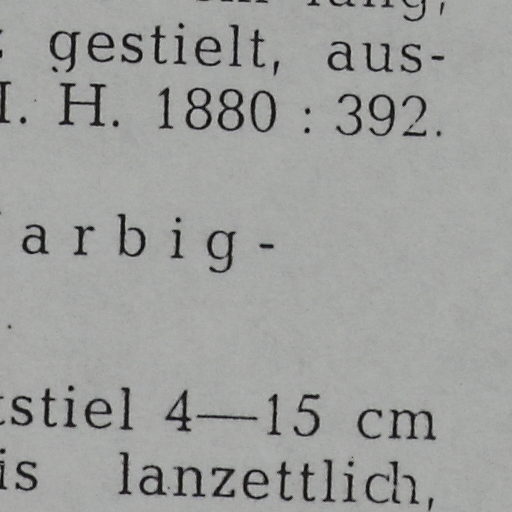 gestielt, aus-
H. 1880 : 392.
arbig-
stiel 4—15 cm
is lanzettlich,